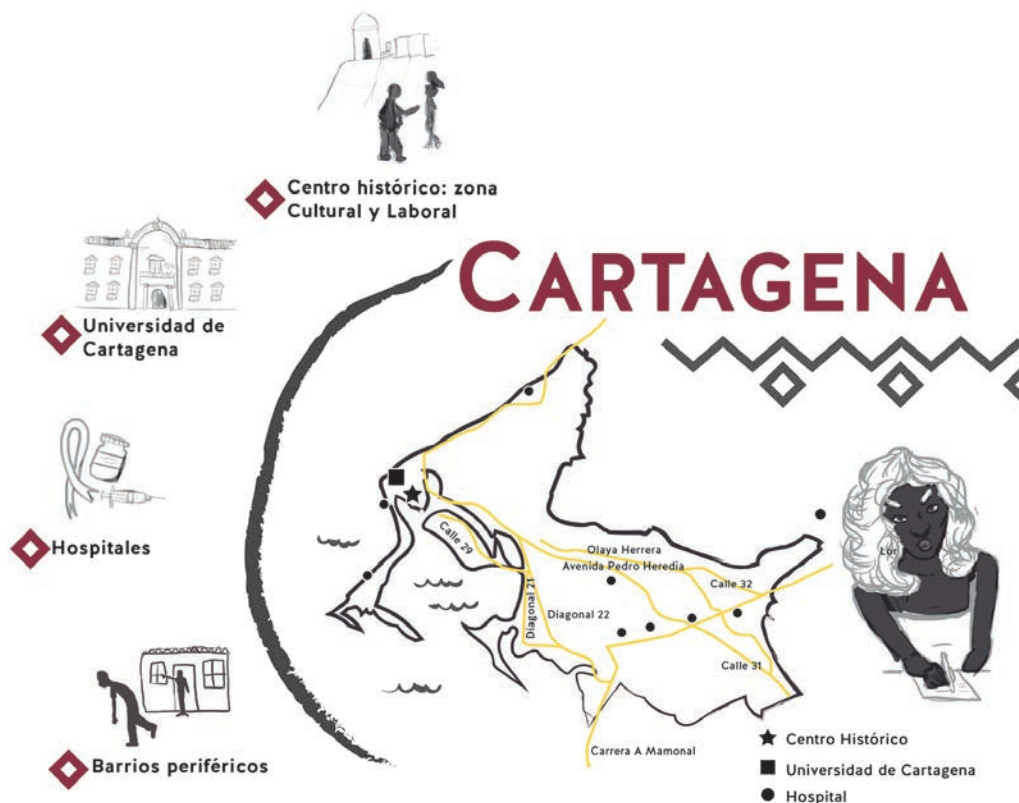 Centro histórico: zona
Cultural y Laboral
CARTAGENA
Universidad de
Cartagena
Hospitales
Barrios periféricos
Calle 29
Olaya Herrera
Avenida Pedro Heredia
Calle 32
Diagonal 21
Diagonal 22
Calle 31
Carrera A Mamonal
Lor
Centro Histórico
Universidad de Cartagena
Hospital